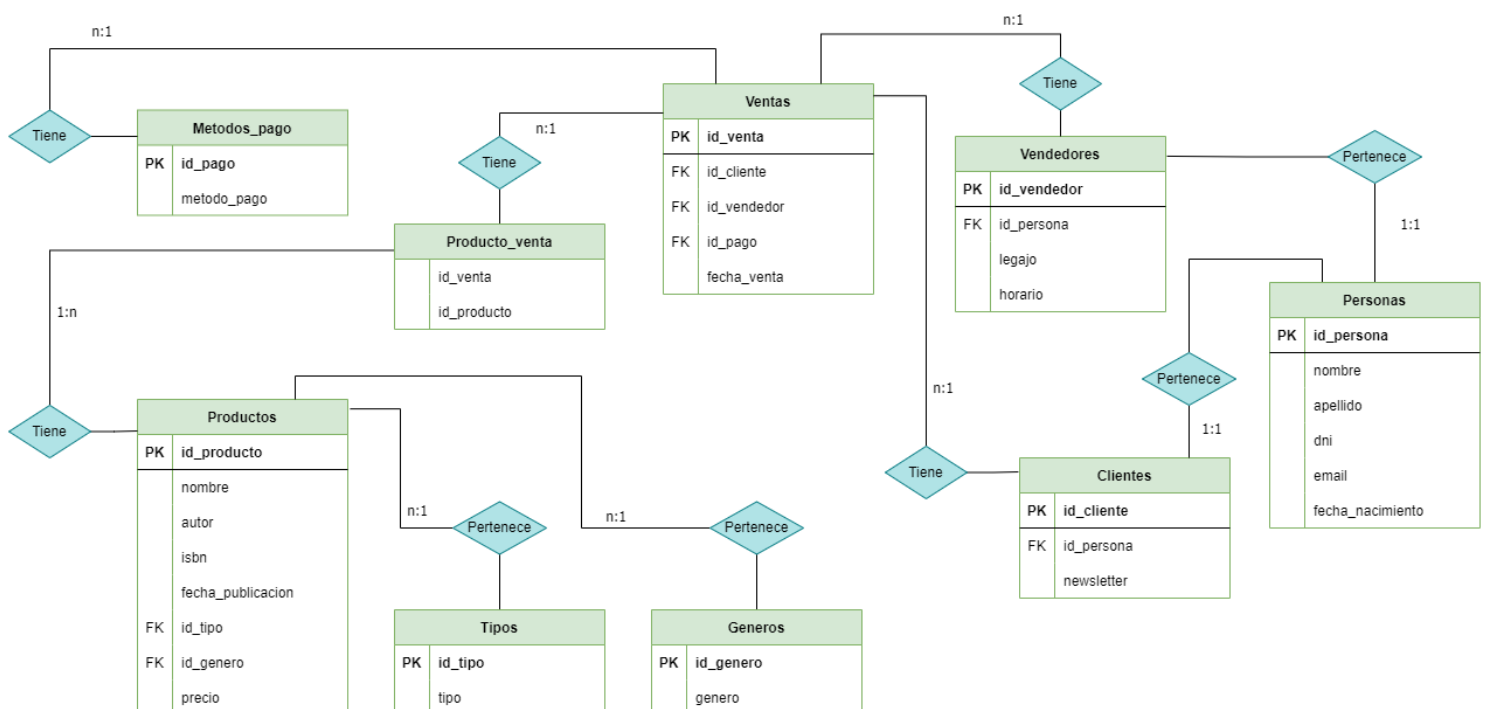 n:1
n:1
Tiene
Ventas
PK id_venta
FK id_cliente
FK id_vendedor
FK id_pago
fecha_venta
Metodos_pago
PK id_pago
metodo_pago
Tiene
n:1
Tiene
Vendedores
PK id_vendedor
FK id_persona
legajo
horario
Pertenece
1:1
Producto_venta
id_venta
id_producto
1:n
Personas
PK id_persona
nombre
apellido
dni
email
fecha_nacimiento
Pertenece
1:1
n:1
Tiene
Productos
PK id_producto
nombre
autor
isbn
fecha_publicacion
FK id_tipo
FK id_genero
precio
Tiene
Clientes
PK id_cliente
FK id_persona
newsletter
n:1
Pertenece
n:1
Pertenece
Tipos
PK id_tipo
tipo
Generos
PK id_genero
genero